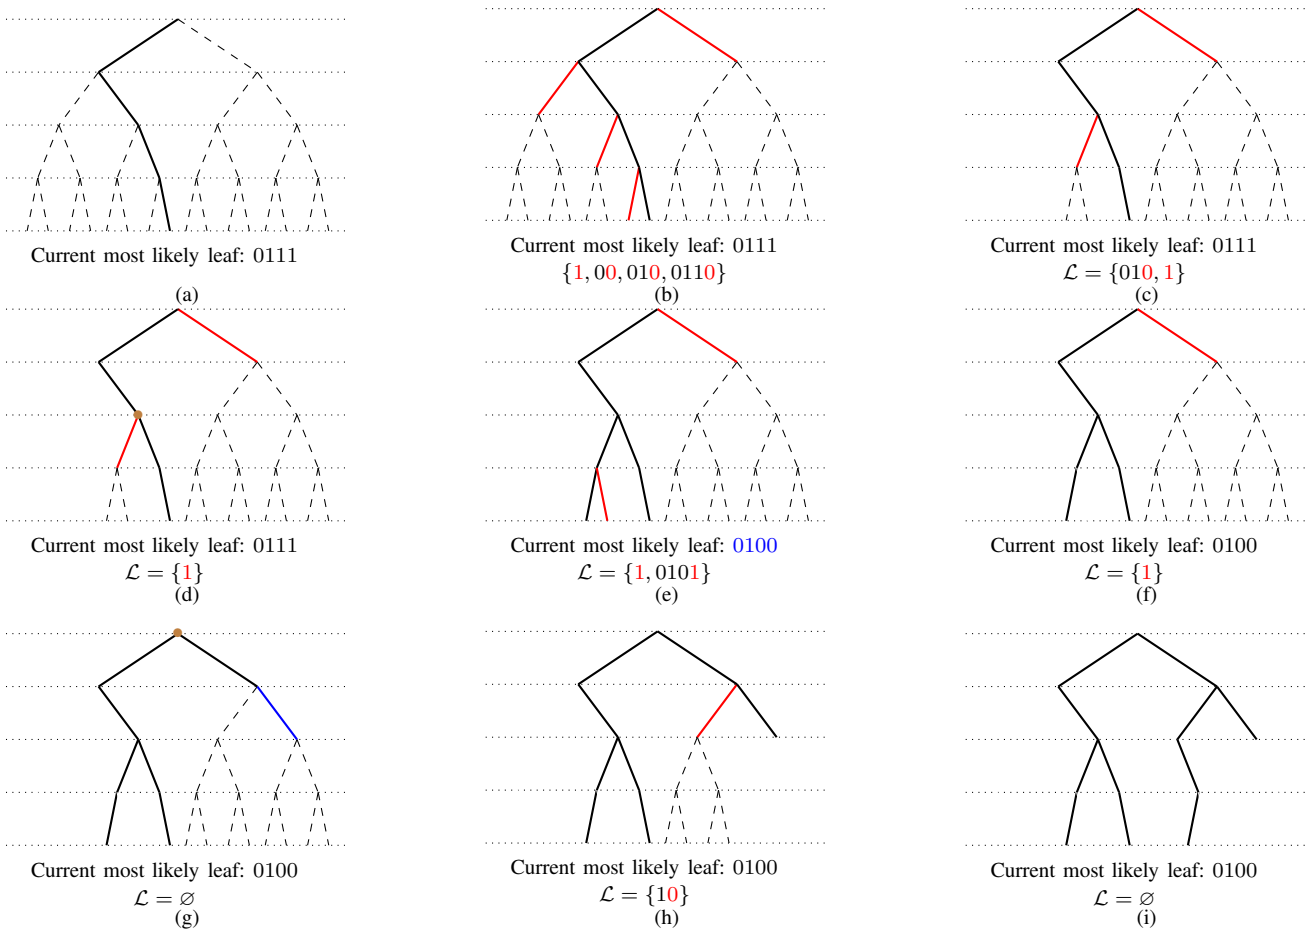 Current most likely leaf: 0111
(a)
Current most likely leaf: 0111
{1, 00, 010, 0110}
(b)
Current most likely leaf: 0111
ℒ = {010, 1}
(c)
Current most likely leaf: 0111
ℒ = {1}
(d)
Current most likely leaf: 0100
ℒ = {1, 0101}
(e)
Current most likely leaf: 0100
ℒ = {1}
(f)
Current most likely leaf: 0100
ℒ = ∅
(g)
Current most likely leaf: 0100
ℒ = {10}
(h)
Current most likely leaf: 0100
ℒ = ∅
(i)